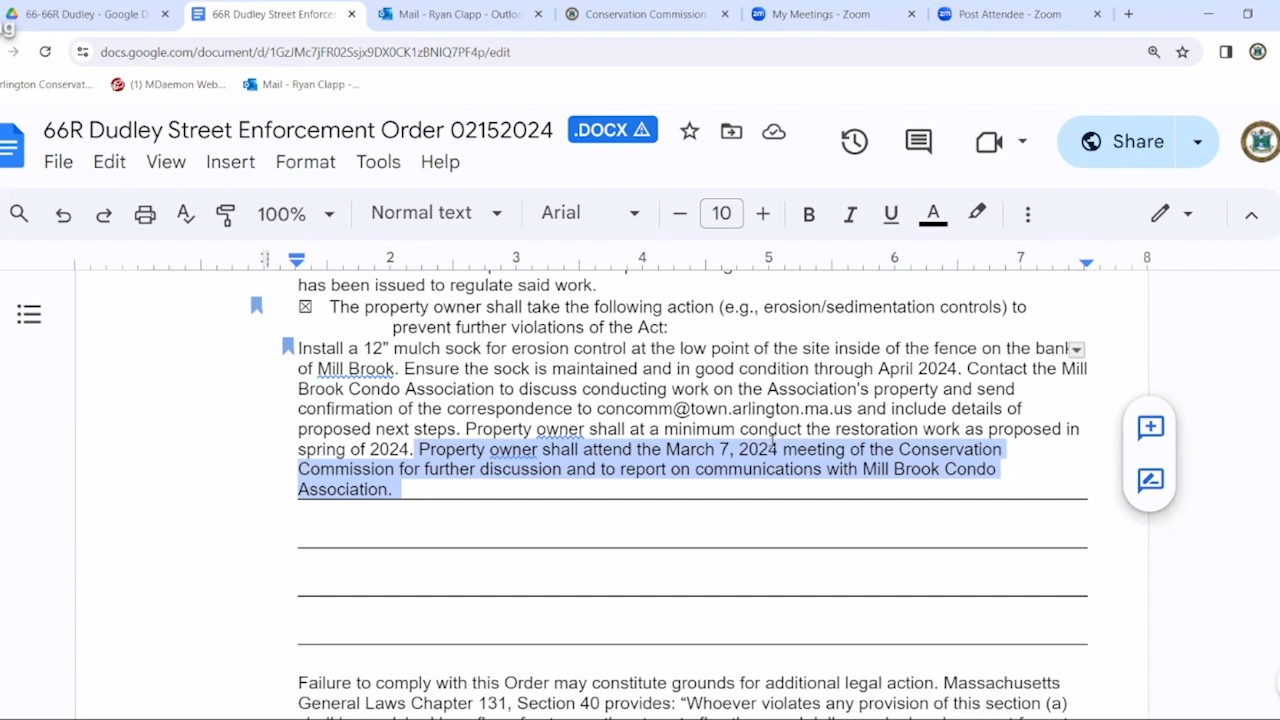 66-66R Dudley - Google D
66R Dudley Street Enforcemen
Mail - Ryan Clapp - Outloo
Conservation Commission
My Meetings - Zoom
Post Attendee - Zoom
docs.google.com/document/d/1GzJMc7jFR02Ssjx9DX0CK1zBNIQ7PF4p/edit
rlington Conservat...
(1) MDaemon Web...
Mail - Ryan Clapp -...
66R Dudley Street Enforcement Order 02152024
.DOCX
File Edit View Insert Format Tools Help
Share
100% Normal text Arial 10 B I U A
2 3 4 5 6 7 8
has been issued to regulate said work.
☒ The property owner shall take the following action (e.g., erosion/sedimentation controls) to
prevent further violations of the Act:
Install a 12" mulch sock for erosion control at the low point of the site inside of the fence on the bank
of Mill Brook. Ensure the sock is maintained and in good condition through April 2024. Contact the Mill
Brook Condo Association to discuss conducting work on the Association's property and send
confirmation of the correspondence to concomm@town.arlington.ma.us and include details of
proposed next steps. Property owner shall at a minimum conduct the restoration work as proposed in
spring of 2024. Property owner shall attend the March 7, 2024 meeting of the Conservation
Commission for further discussion and to report on communications with Mill Brook Condo
Association.
Failure to comply with this Order may constitute grounds for additional legal action. Massachusetts
General Laws Chapter 131, Section 40 provides: “Whoever violates any provision of this section (a)